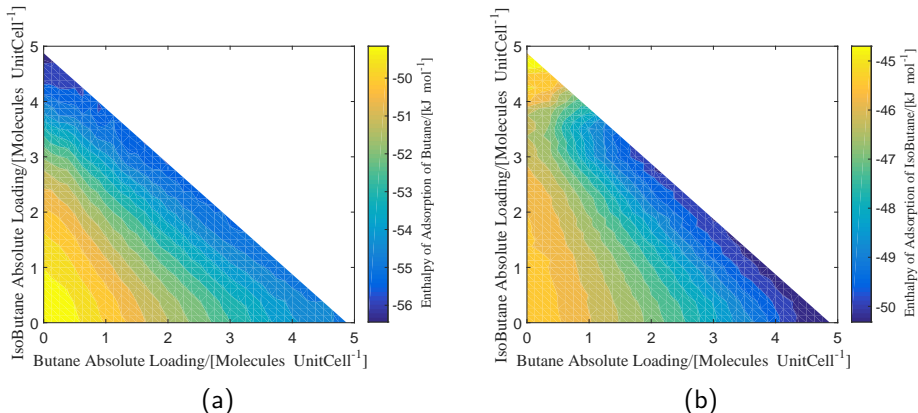 5
4
3
2
1
0
0 1 2 3 4 5
IsoButane Absolute Loading/[Molecules UnitCell-1]
Butane Absolute Loading/[Molecules UnitCell-1]
-50
-51
-52
-53
-54
-55
-56
Enthalpy of Adsorption of Butane/[kJ mol-1]
(a)
5
4
3
2
1
0
0 1 2 3 4 5
IsoButane Absolute Loading/[Molecules UnitCell-1]
Butane Absolute Loading/[Molecules UnitCell-1]
-45
-46
-47
-48
-49
-50
Enthalpy of Adsorption of IsoButane/[kJ mol-1]
(b)